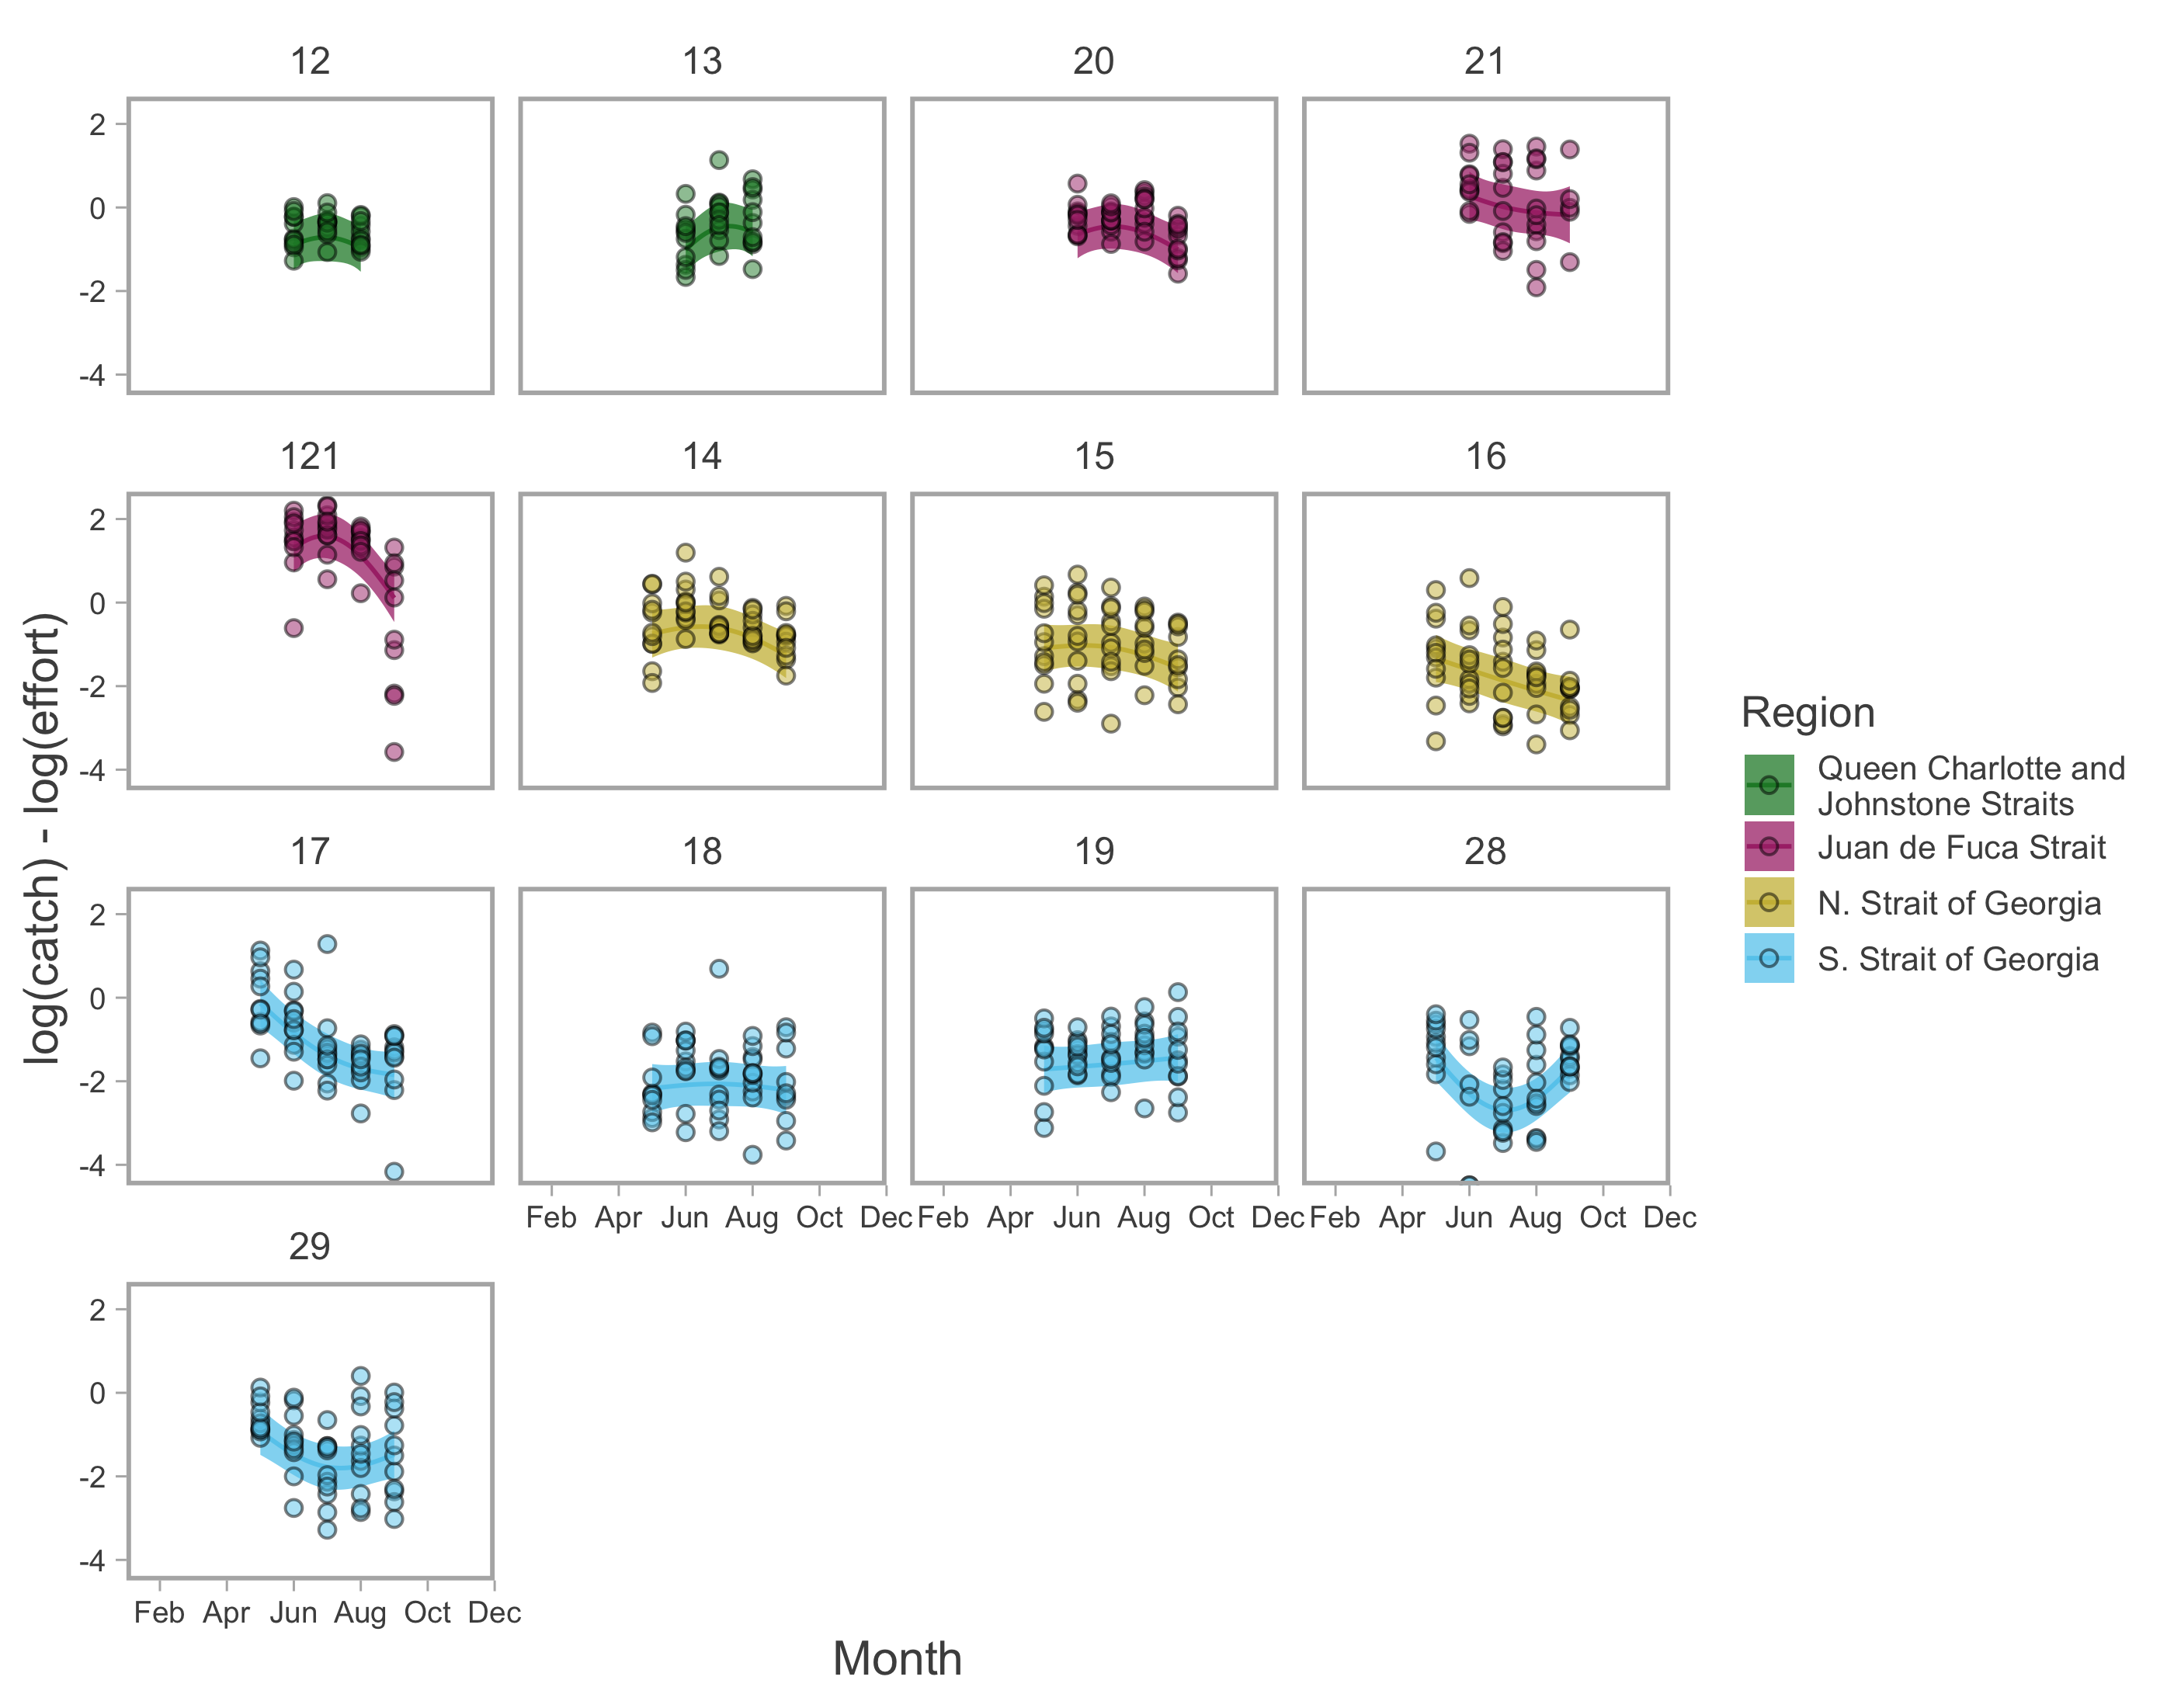 12 13 20 21
2
0
-2
-4
121 14 15 16
2
0
-2
-4
17 18 19 28
2
0
-2
-4
Feb Apr Jun Aug Oct Dec Feb Apr Jun Aug Oct Dec Feb Apr Jun Aug Oct Dec
29
2
0
-2
-4
Feb Apr Jun Aug Oct Dec
Month
log(catch) - log(effort)
Region
Queen Charlotte and
Johnstone Straits
Juan de Fuca Strait
N. Strait of Georgia
S. Strait of Georgia